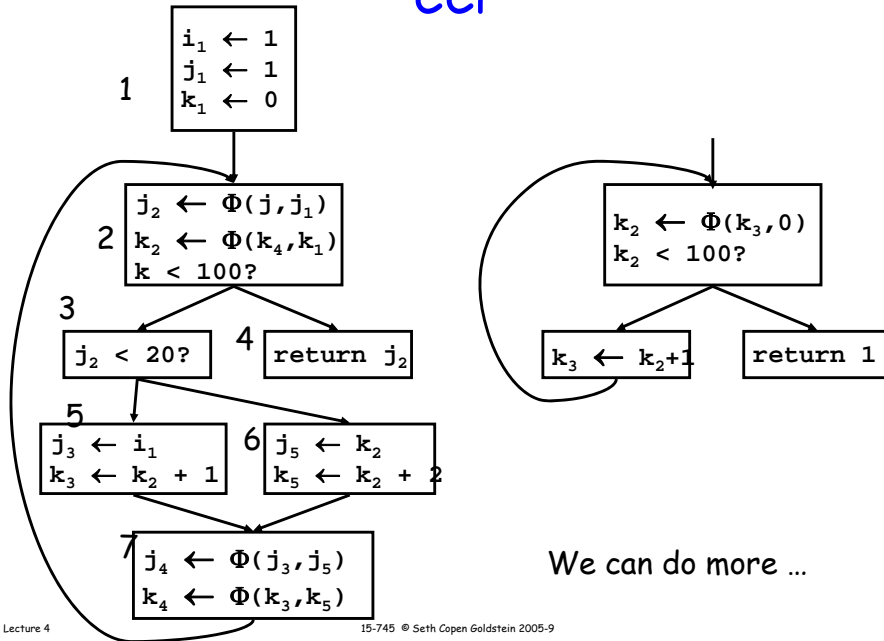 CCP
1
i₁ ← 1
j₁ ← 1
k₁ ← 0
2
j₂ ← Φ(j,j₁)
k₂ ← Φ(k₄,k₁)
k < 100?
3
j₂ < 20?
4
return j₂
5
j₃ ← i₁
k₃ ← k₂ + 1
6
j₅ ← k₂
k₅ ← k₂ + 2
7
j₄ ← Φ(j₃,j₅)
k₄ ← Φ(k₃,k₅)
k₂ ← Φ(k₃,0)
k₂ < 100?
k₃ ← k₂+1
return 1
We can do more …
Lecture 4
15-745 © Seth Copen Goldstein 2005-9